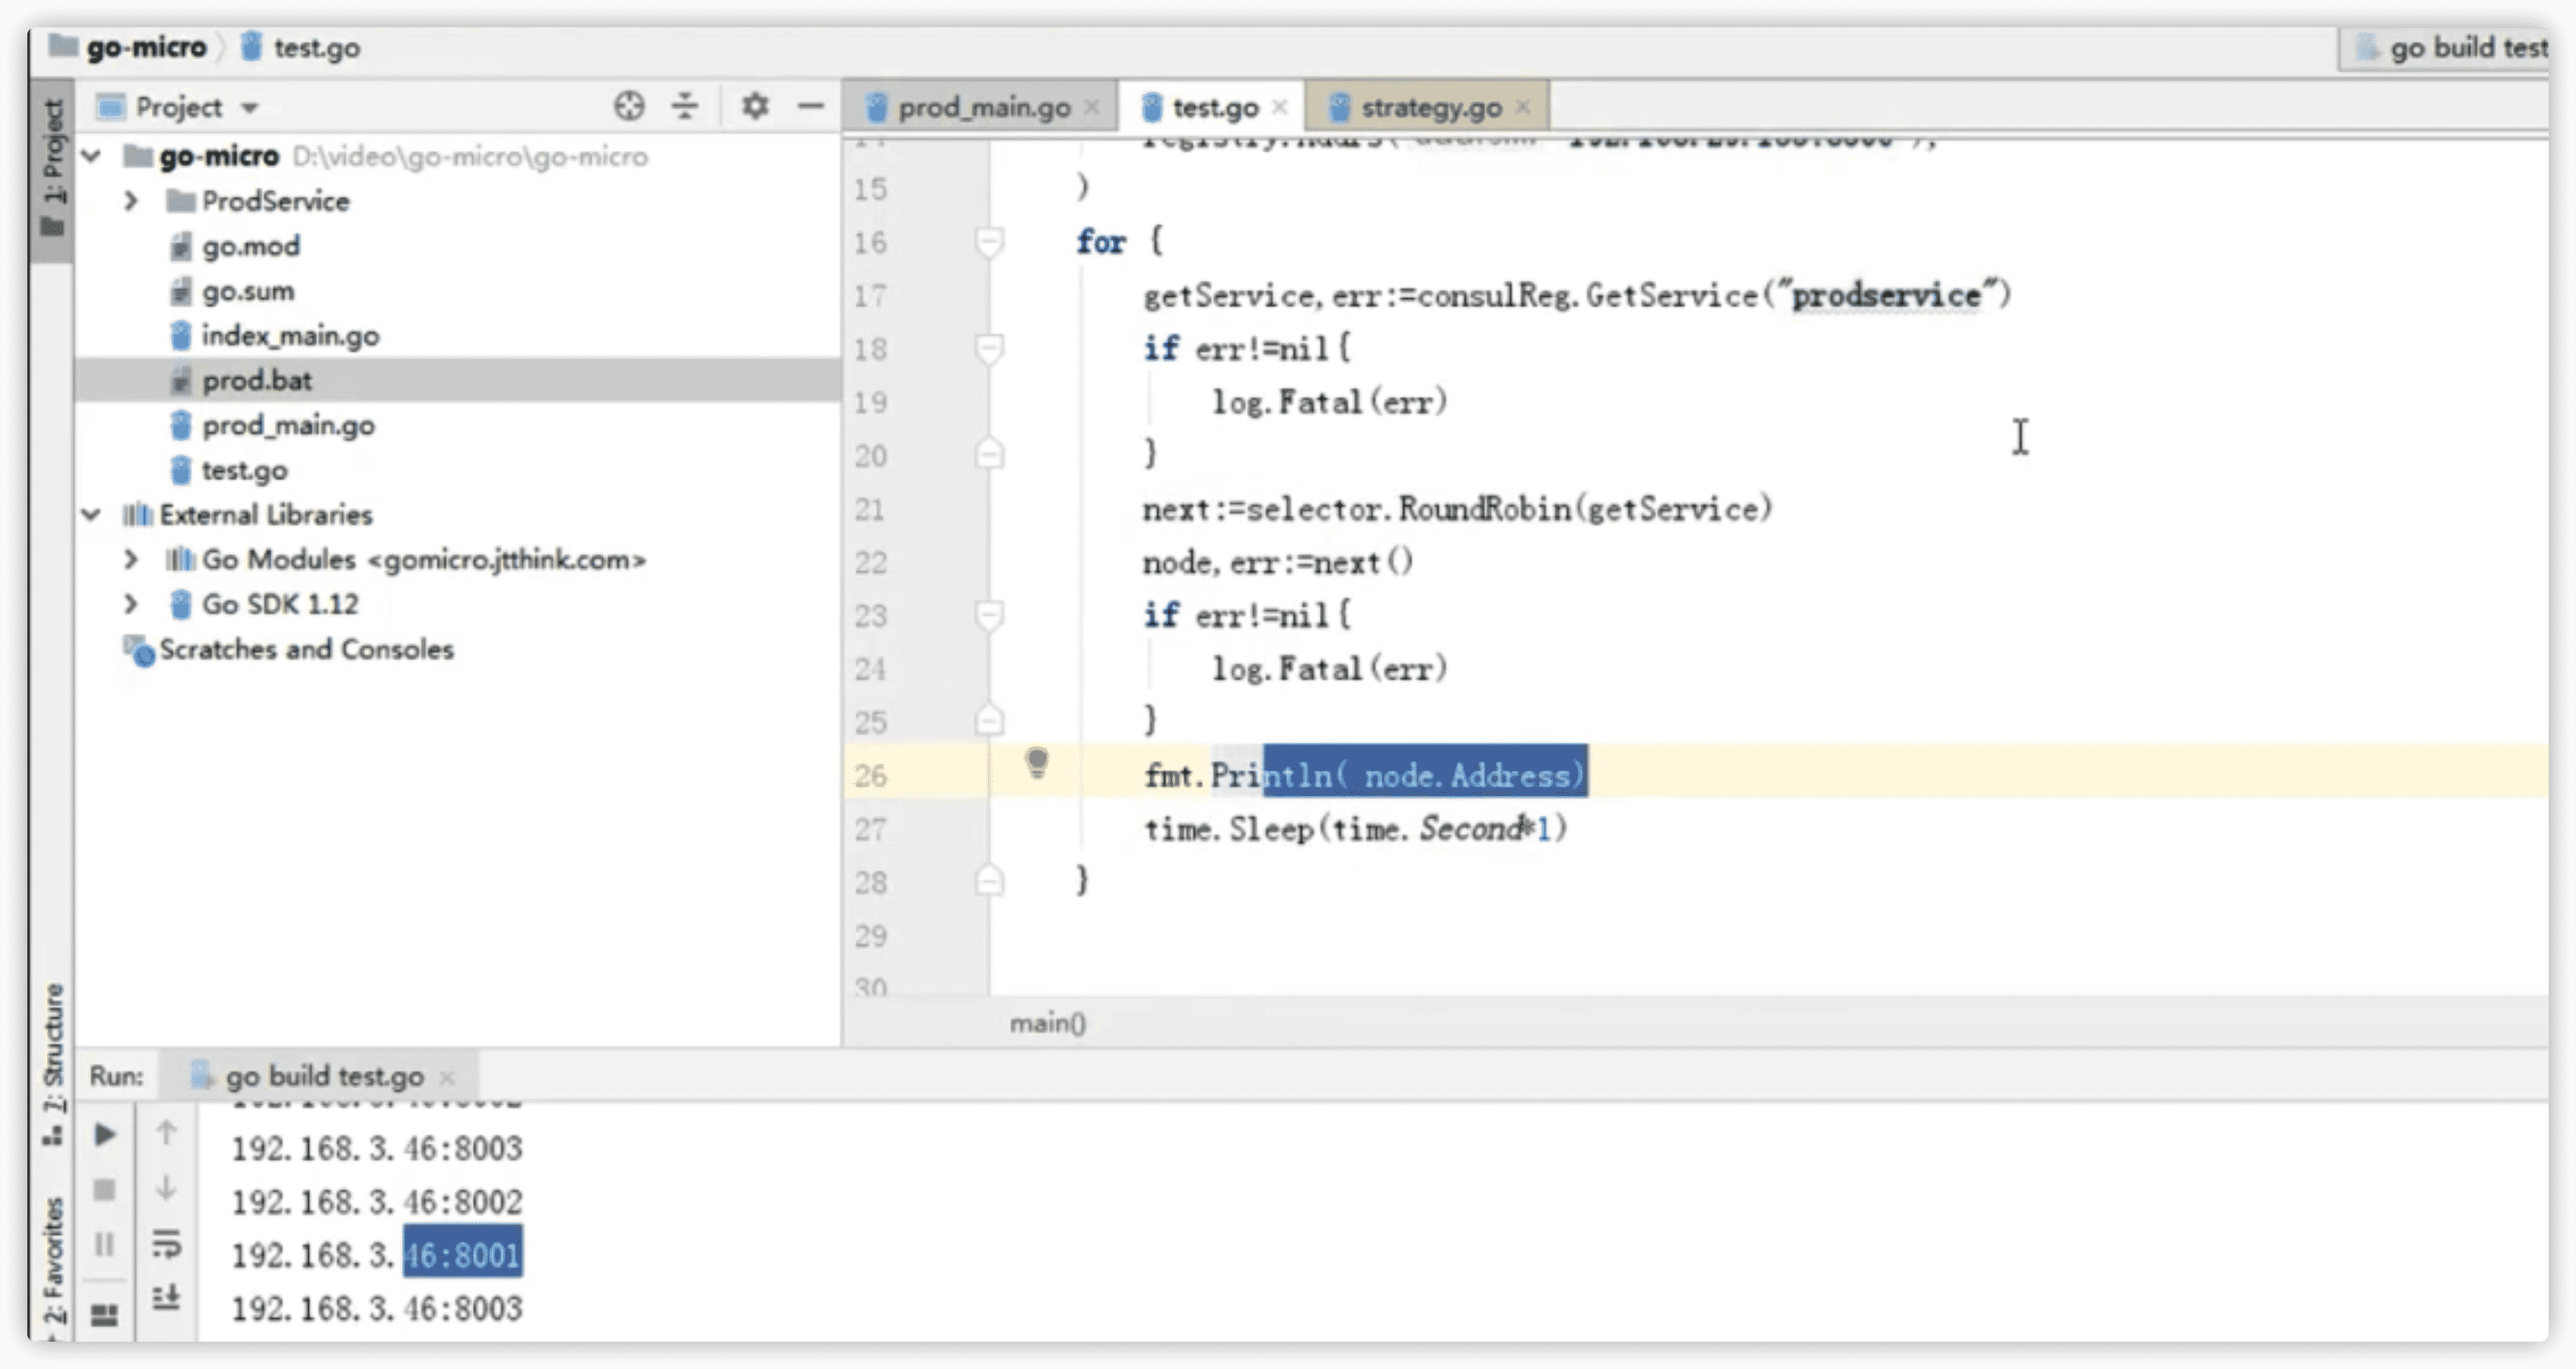 go-micro
test.go
go build test
1: Project
Project
go-micro D:\video\go-micro\go-micro
ProdService
go.mod
go.sum
index_main.go
prod.bat
prod_main.go
test.go
External Libraries
Go Modules <gomicro.jtthink.com>
Go SDK 1.12
Scratches and Consoles
prod_main.go
test.go
strategy.go
15 )
16 for {
17 getService,err:=consulReg.GetService("prodservice")
18 if err!=nil{
19 log.Fatal(err)
20 }
21 next:=selector.RoundRobin(getService)
22 node,err:=next()
23 if err!=nil{
24 log.Fatal(err)
25 }
26 fmt.Println( node.Address)
27 time.Sleep(time.Second*1)
28 }
29
30
main()
7: Structure
2: Favorites
Run:
go build test.go
192.168.3.46:8003
192.168.3.46:8002
192.168.3.46:8001
192.168.3.46:8003